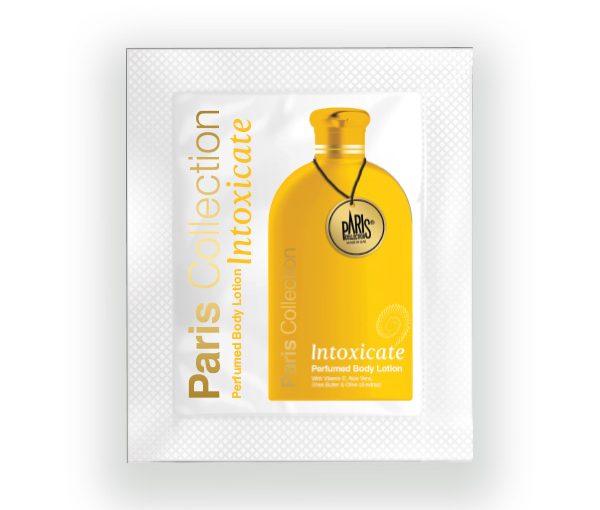 Paris Collection
Perfumed Body Lotion
Intoxicate
PARIS
COLLECTION
Paris Collection
Intoxicate
Perfumed Body Lotion
With Vitamin E, Aloe Vera,
Shea Butter & Olive oil extract